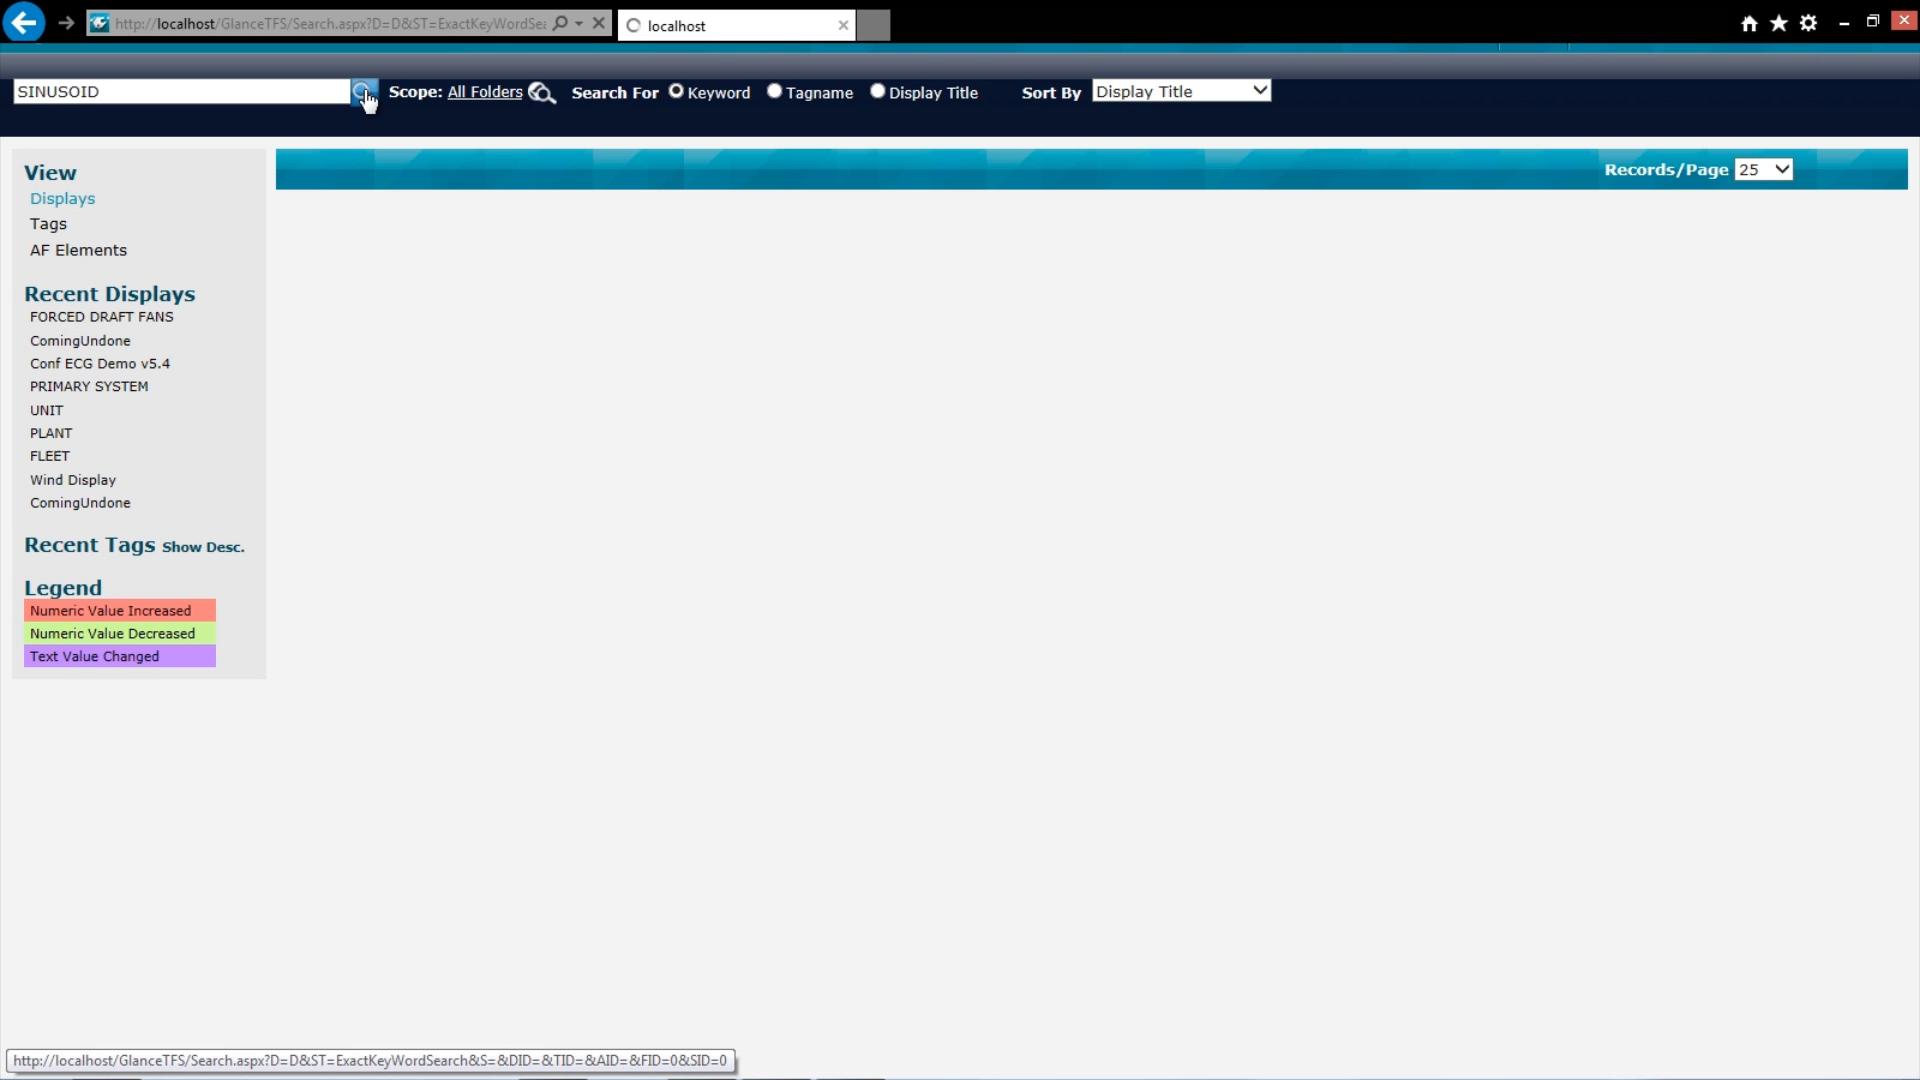 http://localhost/GlanceTFS/Search.aspx?D=D&ST=ExactKeyWordSea
localhost
SINUSOID
Scope: All Folders Search For Keyword Tagname Display Title Sort By Display Title
Records/Page 25
View
Displays
Tags
AF Elements
Recent Displays
FORCED DRAFT FANS
ComingUndone
Conf ECG Demo v5.4
PRIMARY SYSTEM
UNIT
PLANT
FLEET
Wind Display
ComingUndone
Recent Tags Show Desc.
Legend
Numeric Value Increased
Numeric Value Decreased
Text Value Changed
http://localhost/GlanceTFS/Search.aspx?D=D&ST=ExactKeyWordSearch&S=&DID=&TID=&AID=&FID=0&SID=0